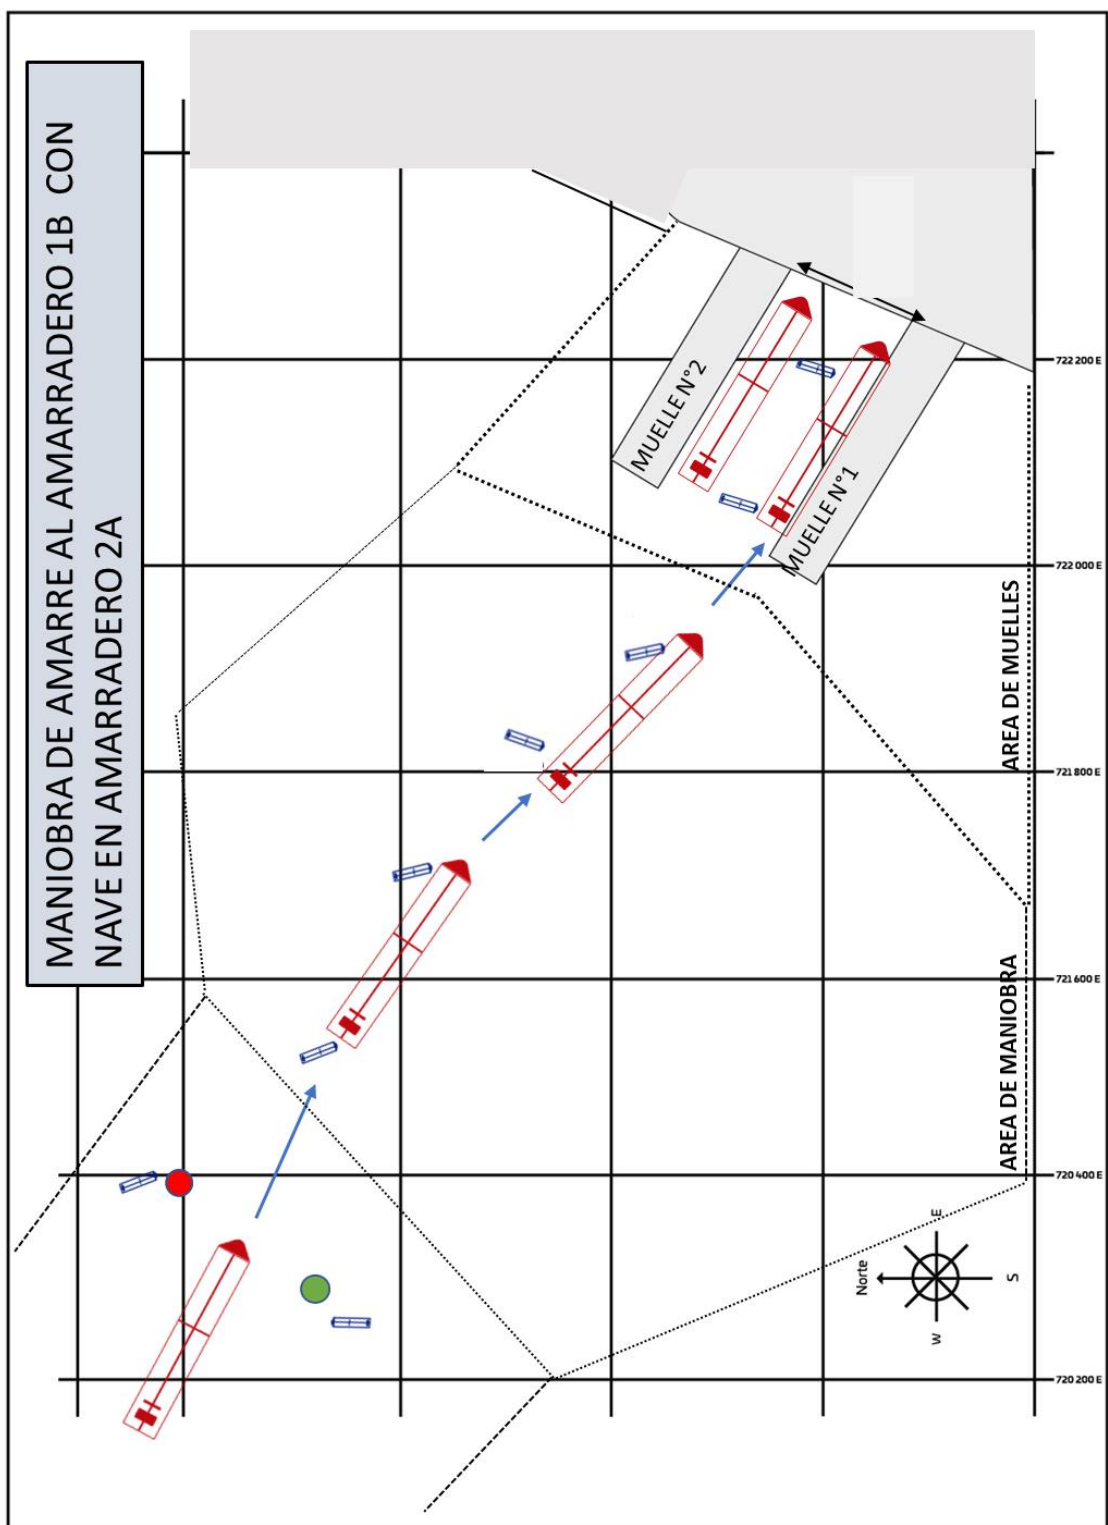 MANIOBRA DE AMARRE AL AMARRADERO 1B CON
NAVE EN AMARRADERO 2A
MUELLE N°2
MUELLE N°1
AREA DE MUELLES
AREA DE MANIOBRA
722 200 E
722 000 E
721 800 E
721 600 E
720 400 E
720 200 E
Norte
E
S
W